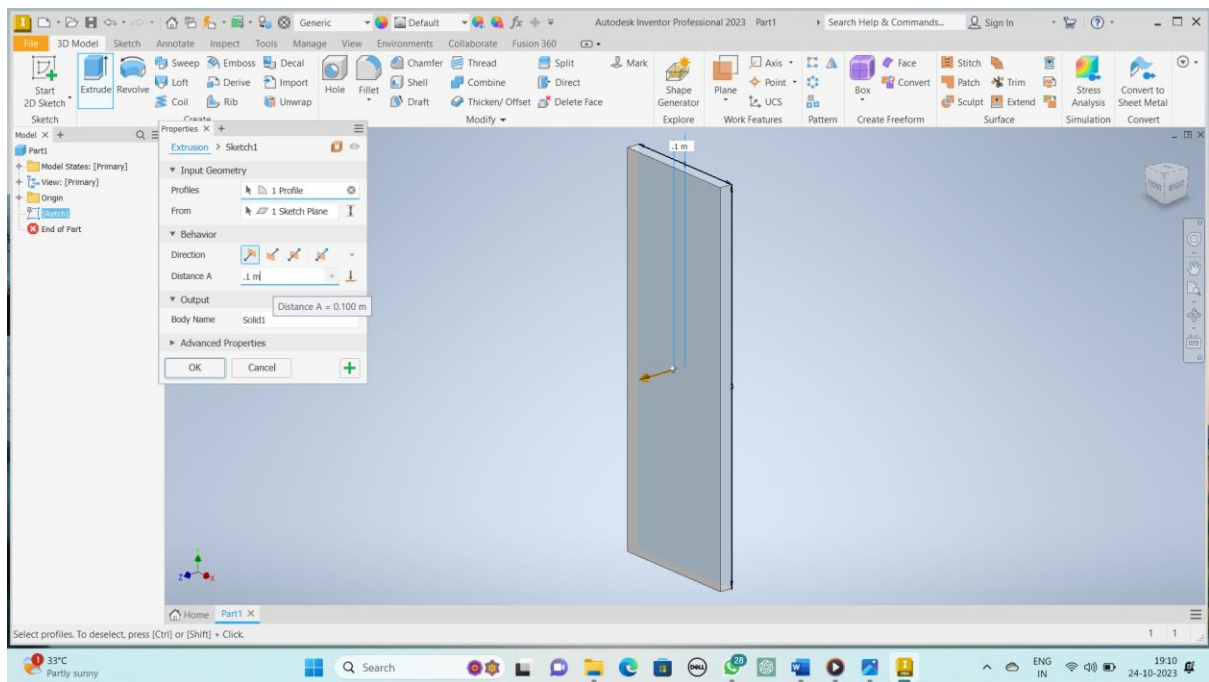 I PRO Generic Default fx Autodesk Inventor Professional 2023 Part1 Search Help & Commands... Sign In
File 3D Model Sketch Annotate Inspect Tools Manage View Environments Collaborate Fusion 360
Start 2D Sketch Extrude Revolve Sweep Emboss Decal Hole Fillet Chamfer Thread Split Mark Shape Generator Plane Axis Box Face Convert Stitch Stress Analysis Convert to Sheet Metal
Loft Derive Import Shell Combine Direct Point Patch Trim
Coil Rib Unwrap Draft Thicken/ Offset Delete Face UCS Sculpt Extend
Sketch Create Modify Explore Work Features Pattern Create Freeform Surface Simulation Convert
Model × +
Part1
Model States: [Primary]
View: [Primary]
Origin
Sketch1
End of Part
Properties × +
Extrusion > Sketch1
Input Geometry
Profiles 1 Profile
From 1 Sketch Plane
Behavior
Direction
Distance A .1 m
Output
Distance A = 0.100 m
Body Name Solid1
Advanced Properties
OK Cancel
.1 m
FRONT RIGHT
Y
Z X
Home Part1 ×
Select profiles. To deselect, press [Ctrl] or [Shift] + Click.
1 1
1 33°C
Partly sunny
Search
DELL
28
ENG
IN
19:10
24-10-2023